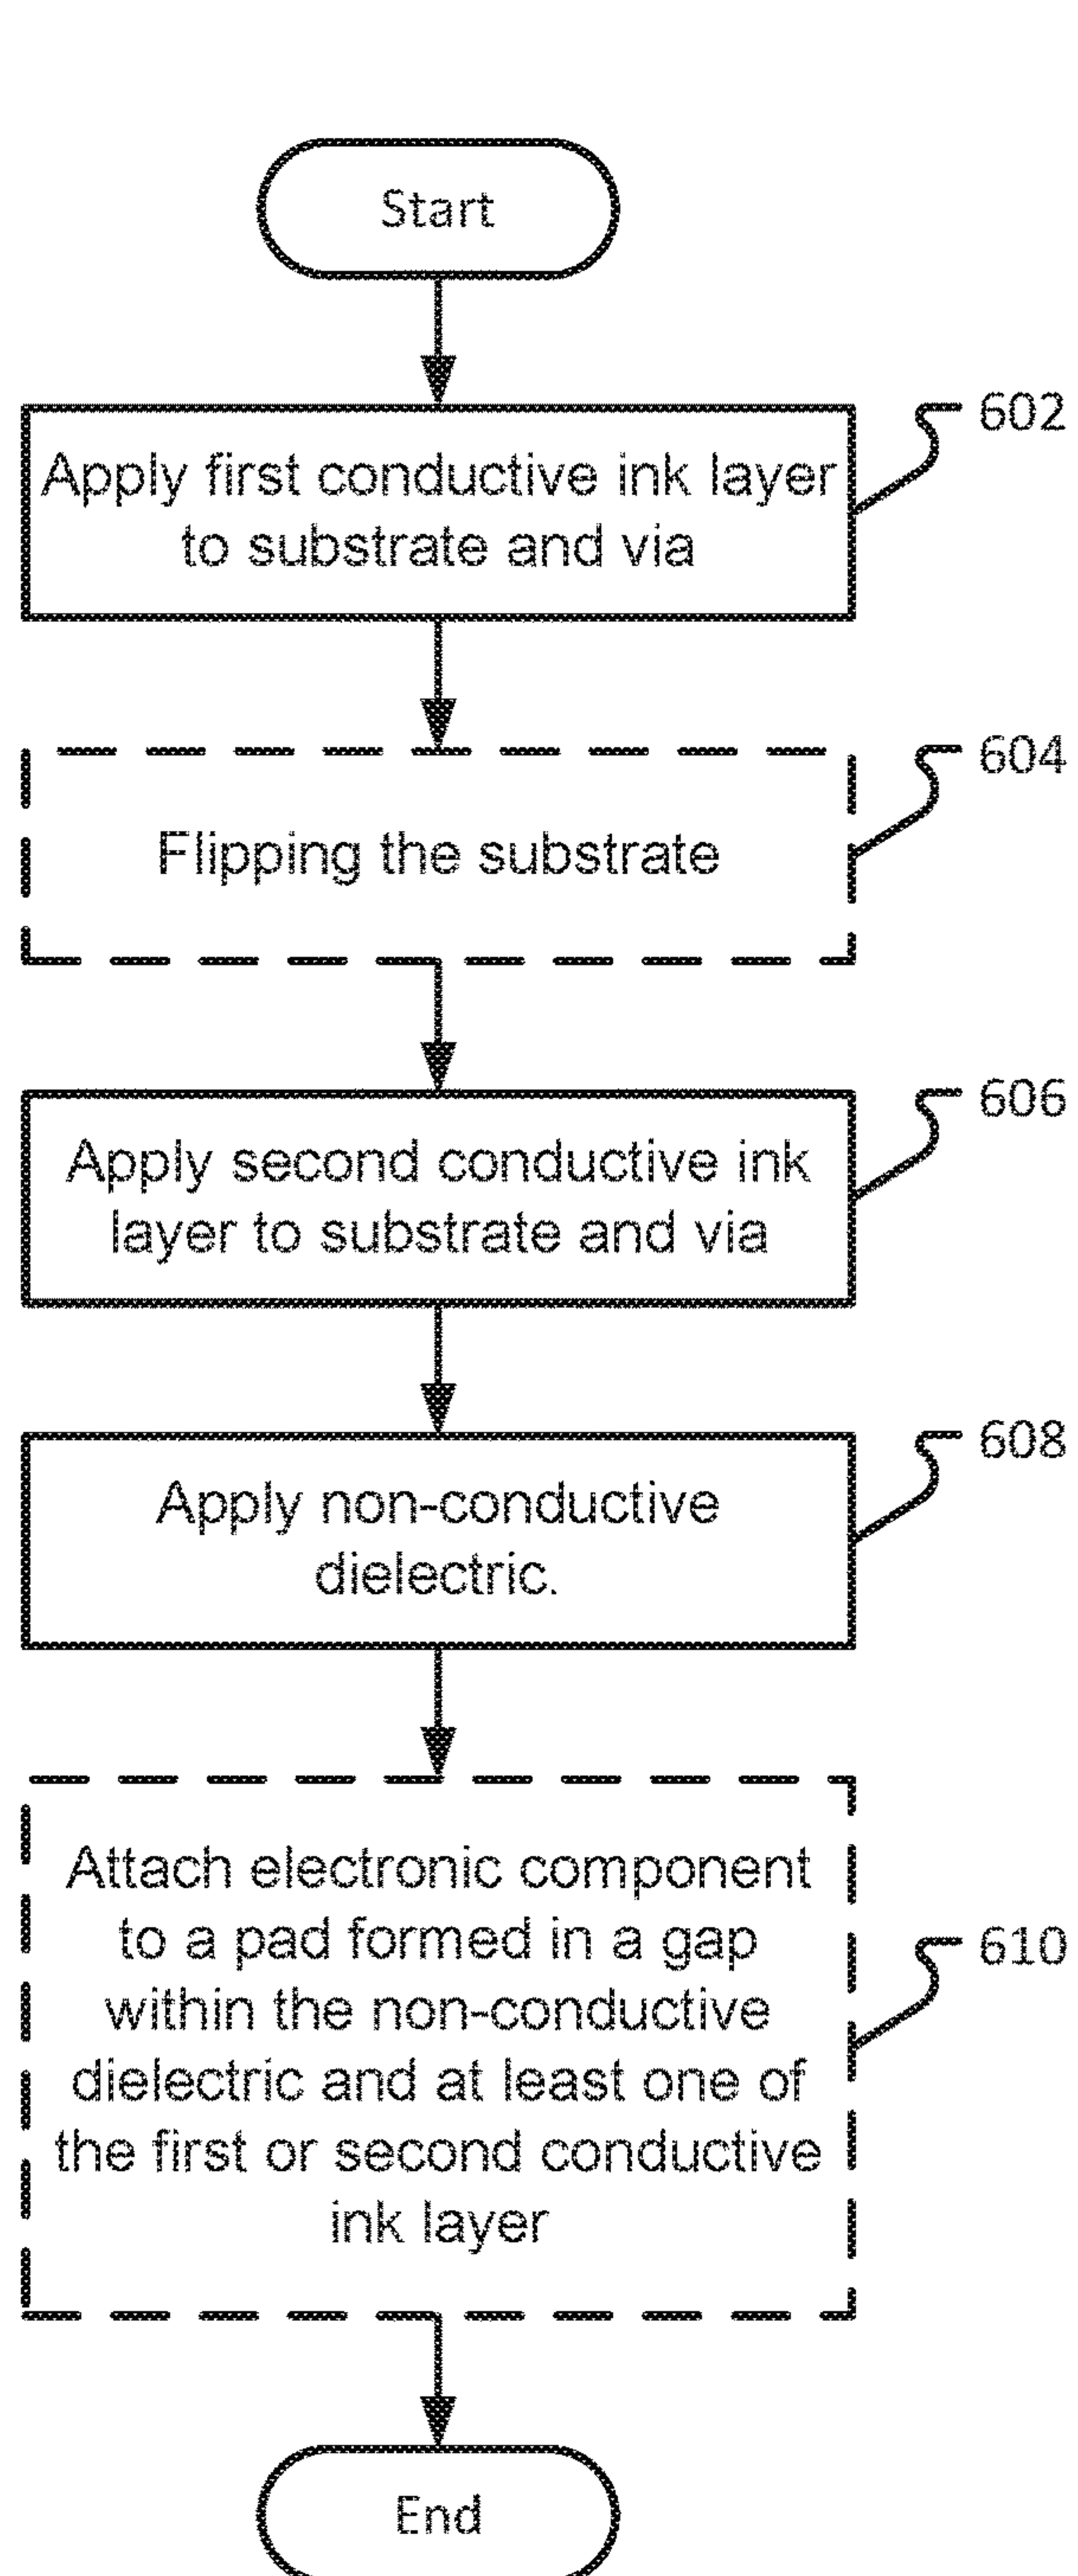 Start
602
Apply first conductive ink layer
to substrate and via
604
Flipping the substrate
606
Apply second conductive ink
layer to substrate and via
608
Apply non-conductive
dielectric.
Attach electronic component
to a pad formed in a gap
610
within the non-conductive
dielectric and at least one of
the first or second conductive
ink layer
End